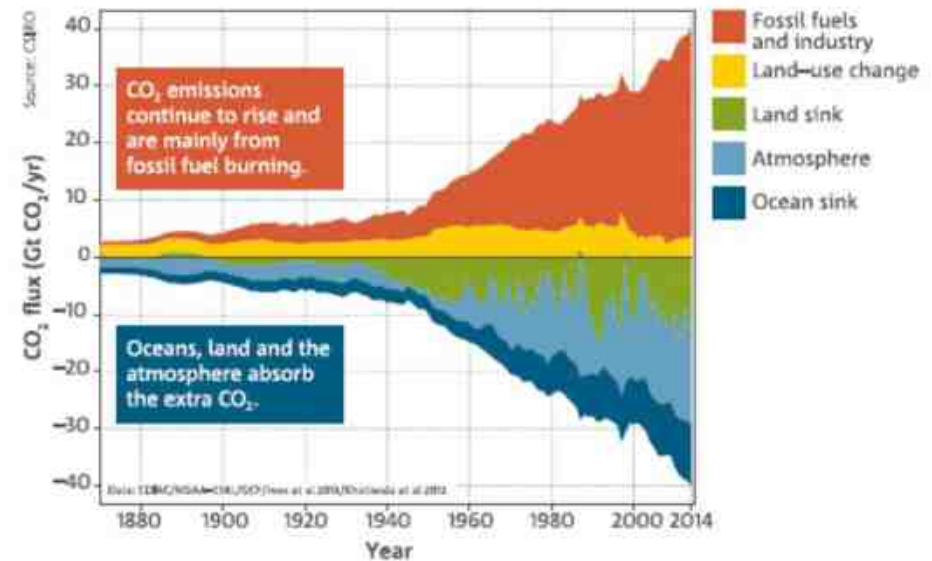 Source: CSIRO
CO₂ flux (Gt CO₂/yr)
40
30
20
10
0
−10
−20
−30
−40
CO₂ emissions
continue to rise and
are mainly from
fossil fuel burning.
Oceans, land and the
atmosphere absorb
the extra CO₂.
Data:
1880 1900 1920 1940 1960 1980 2000 2014
Year
Fossil fuels
and industry
Land–use change
Land sink
Atmosphere
Ocean sink